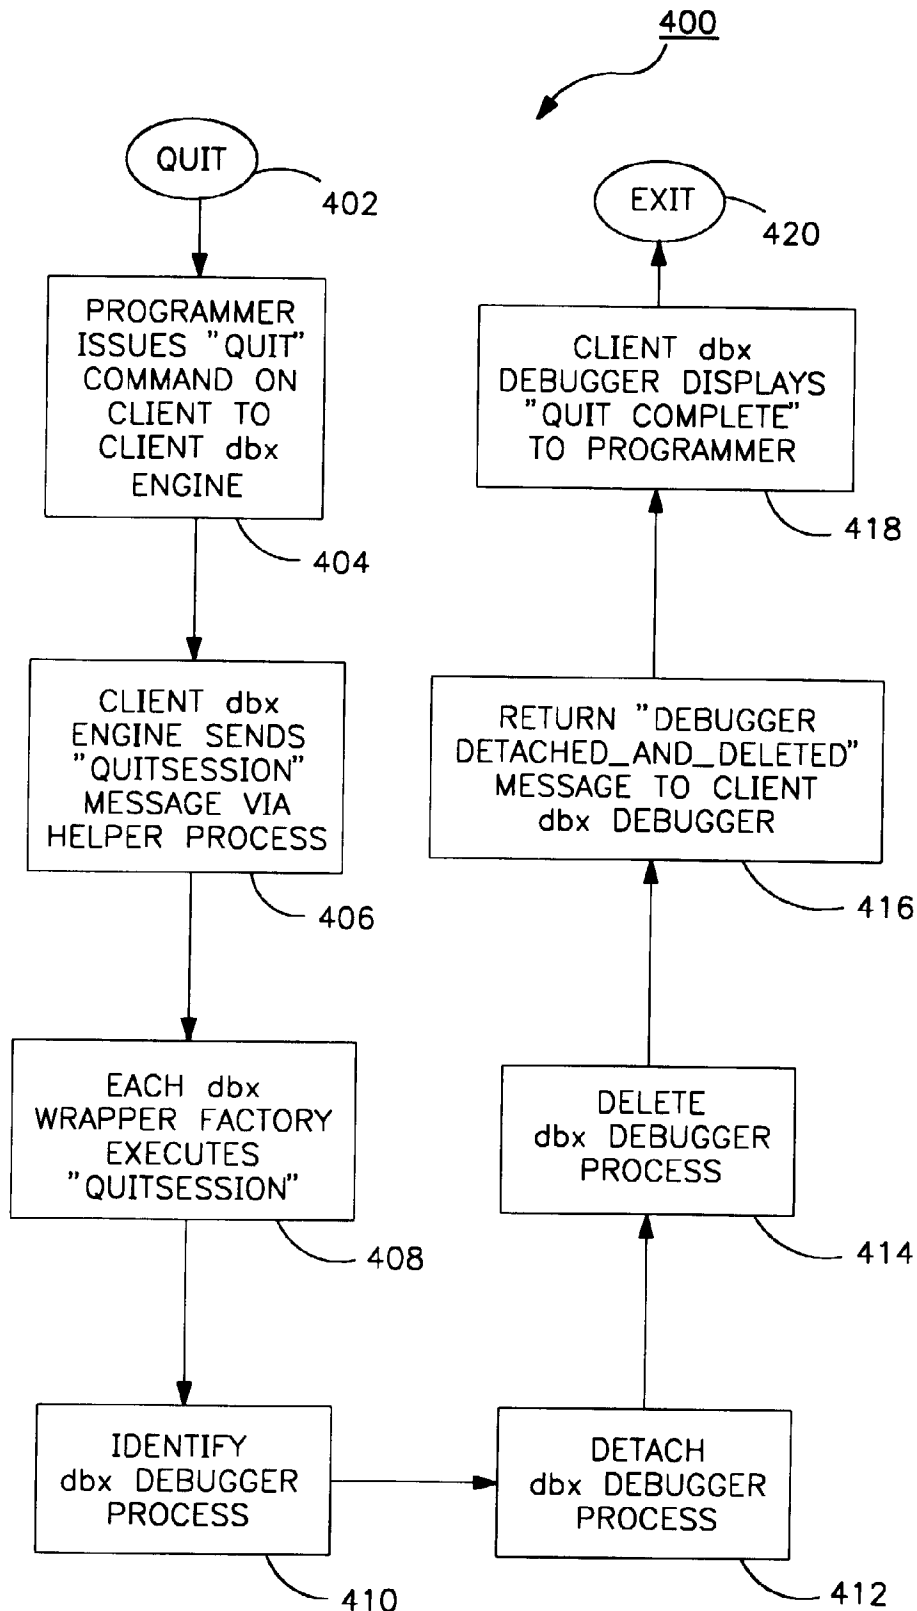 400
QUIT
402
PROGRAMMER
ISSUES "QUIT"
COMMAND ON
CLIENT TO
CLIENT dbx
ENGINE
404
CLIENT dbx
ENGINE SENDS
"QUITSESSION"
MESSAGE VIA
HELPER PROCESS
406
EACH dbx
WRAPPER FACTORY
EXECUTES
"QUITSESSION"
408
IDENTIFY
dbx DEBUGGER
PROCESS
410
DETACH
dbx DEBUGGER
PROCESS
412
DELETE
dbx DEBUGGER
PROCESS
414
RETURN "DEBUGGER
DETACHED_AND_DELETED"
MESSAGE TO CLIENT
dbx DEBUGGER
416
CLIENT dbx
DEBUGGER DISPLAYS
"QUIT COMPLETE"
TO PROGRAMMER
418
EXIT
420